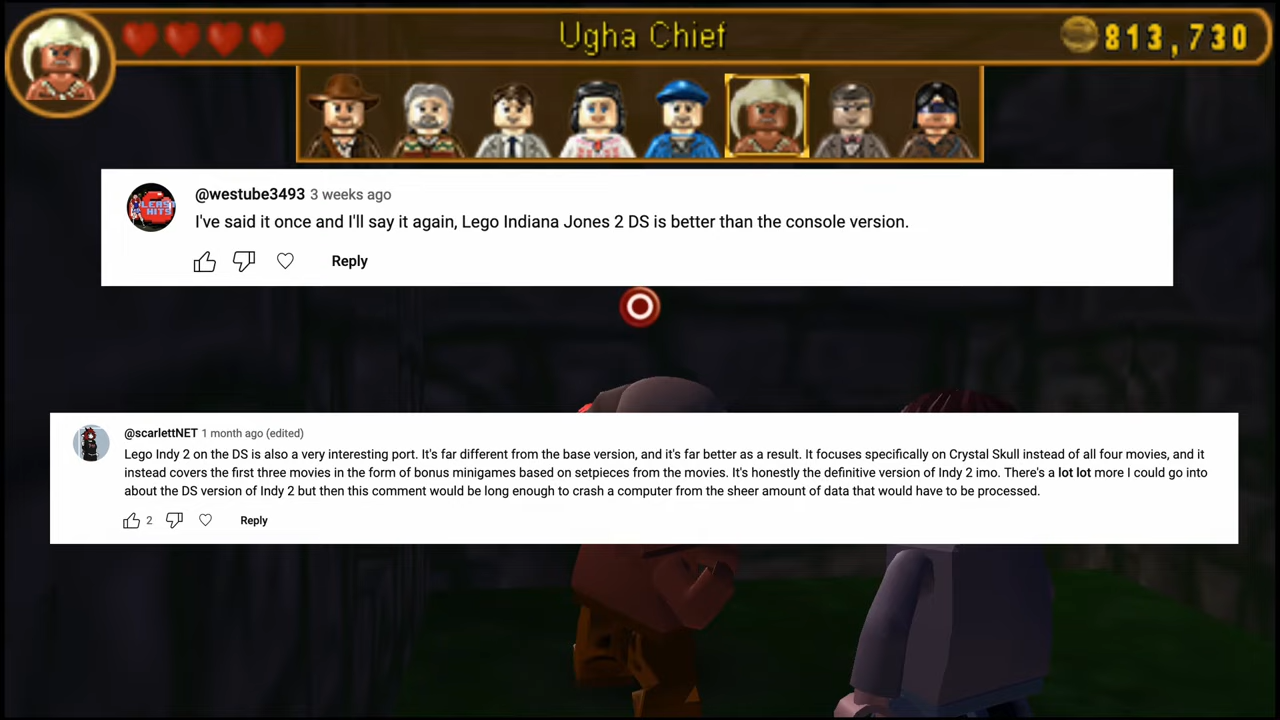 Ugha Chief
813,730
@westube3493 3 weeks ago
I've said it once and I'll say it again, Lego Indiana Jones 2 DS is better than the console version.
Reply
@scarlettNET 1 month ago (edited)
Lego Indy 2 on the DS is also a very interesting port. It's far different from the base version, and it's far better as a result. It focuses specifically on Crystal Skull instead of all four movies, and it
instead covers the first three movies in the form of bonus minigames based on setpieces from the movies. It's honestly the definitive version of Indy 2 imo. There's a lot lot more I could go into
about the DS version of Indy 2 but then this comment would be long enough to crash a computer from the sheer amount of data that would have to be processed.
2 Reply